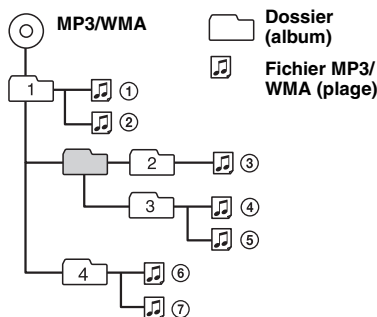 MP3/WMA
Dossier
(album)
Fichier MP3/
WMA (plage)
1
①
②
2
③
3
④
⑤
4
⑥
⑦